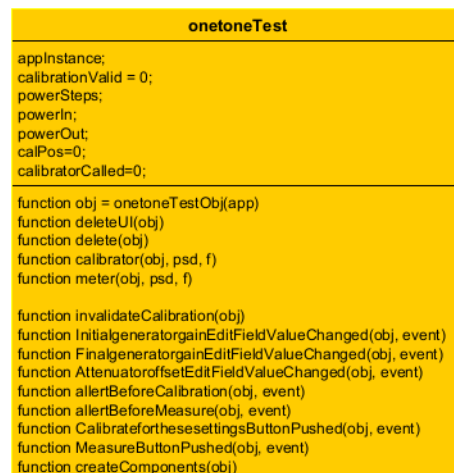 onetoneTest
appInstance;
calibrationValid = 0;
powerSteps;
powerIn;
powerOut;
calPos=0;
calibratorCalled=0;
function obj = onetoneTestObj(app)
function deleteUI(obj)
function delete(obj)
function calibrator(obj, psd, f)
function meter(obj, psd, f)
function invalidateCalibration(obj)
function InitialgeneratorgainEditFieldValueChanged(obj, event)
function FinalgeneratorgainEditFieldValueChanged(obj, event)
function AttenuatoroffsetEditFieldValueChanged(obj, event)
function allertBeforeCalibration(obj, event)
function allertBeforeMeasure(obj, event)
function CalibrateforthesesettingsButtonPushed(obj, event)
function MeasureButtonPushed(obj, event)
function createComponents(obj)